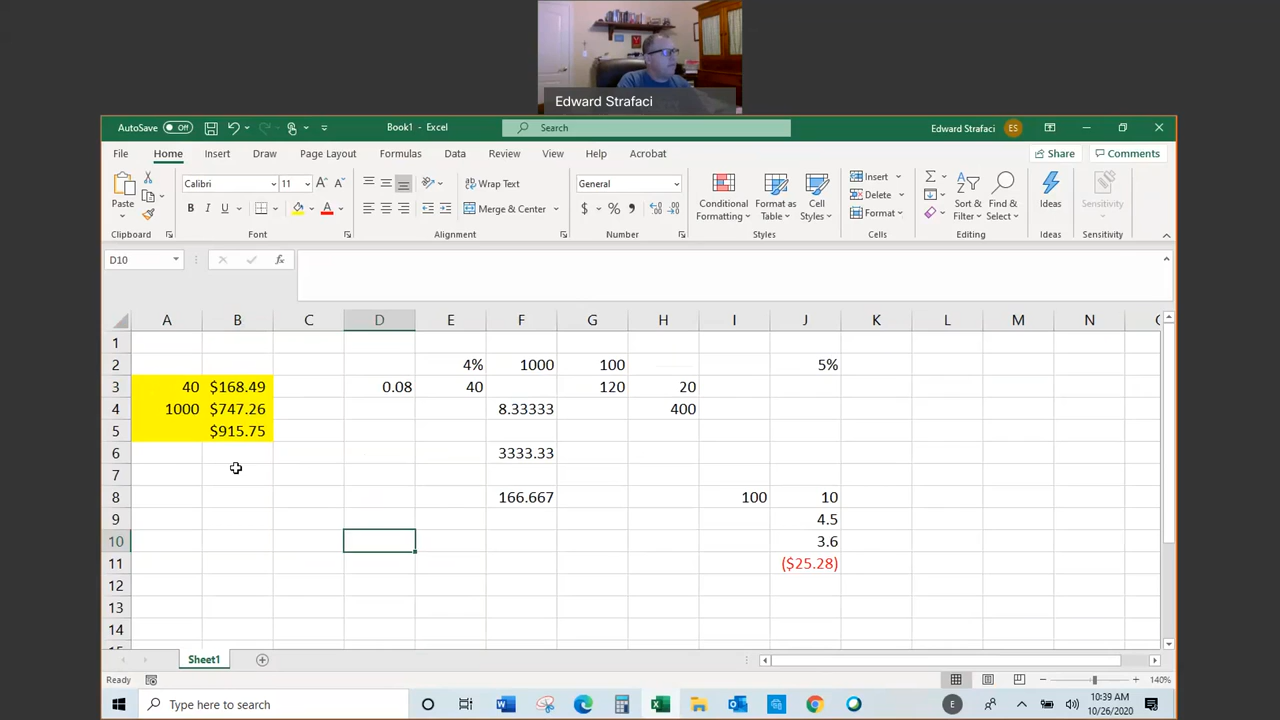 Edward Strafaci
AutoSave Off Book1 - Excel Search Edward Strafaci ES
File Home Insert Draw Page Layout Formulas Data Review View Help Acrobat Share Comments
Paste Calibri 11 Wrap Text General Conditional Formatting Format as Table Cell Styles Insert Sort & Filter Find & Select Ideas Sensitivity
B I U Merge & Center $ % Delete
Format
Clipboard Font Alignment Number Styles Cells Editing Ideas Sensitivity
D10 fx
A B C D E F G H I J K L M N
1
2 4% 1000 100 5%
3 40 $168.49 0.08 40 120 20
4 1000 $747.26 8.33333 400
5 $915.75
6 3333.33
7
8 166.667 100 10
9 4.5
10 3.6
11 ($25.28)
12
13
14
Sheet1
Ready 140%
Type here to search E 10:39 AM
10/26/2020